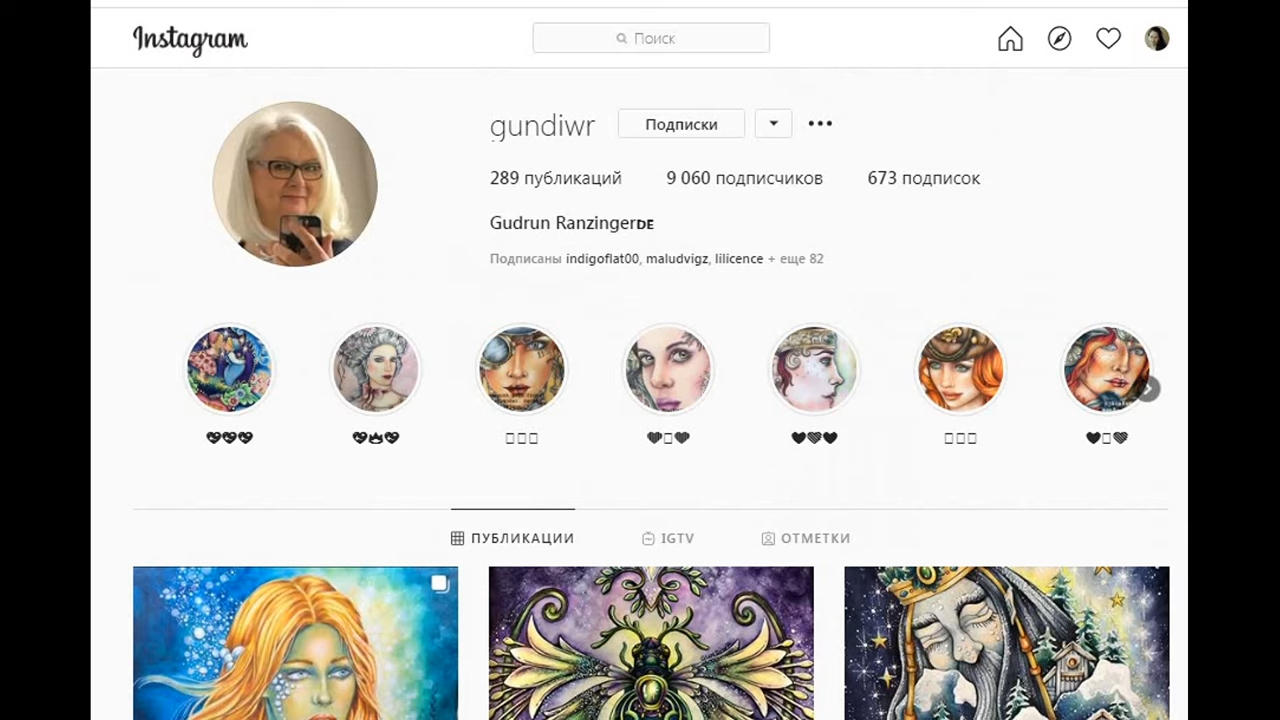 Instagram
Поиск
gundiwr
Подписки
289 публикаций 9 060 подписчиков 673 подписок
Gudrun RanzingerDE
Подписаны indigoflat00, maludvigz, lilicence + еще 82
ПУБЛИКАЦИИ IGTV ОТМЕТКИ